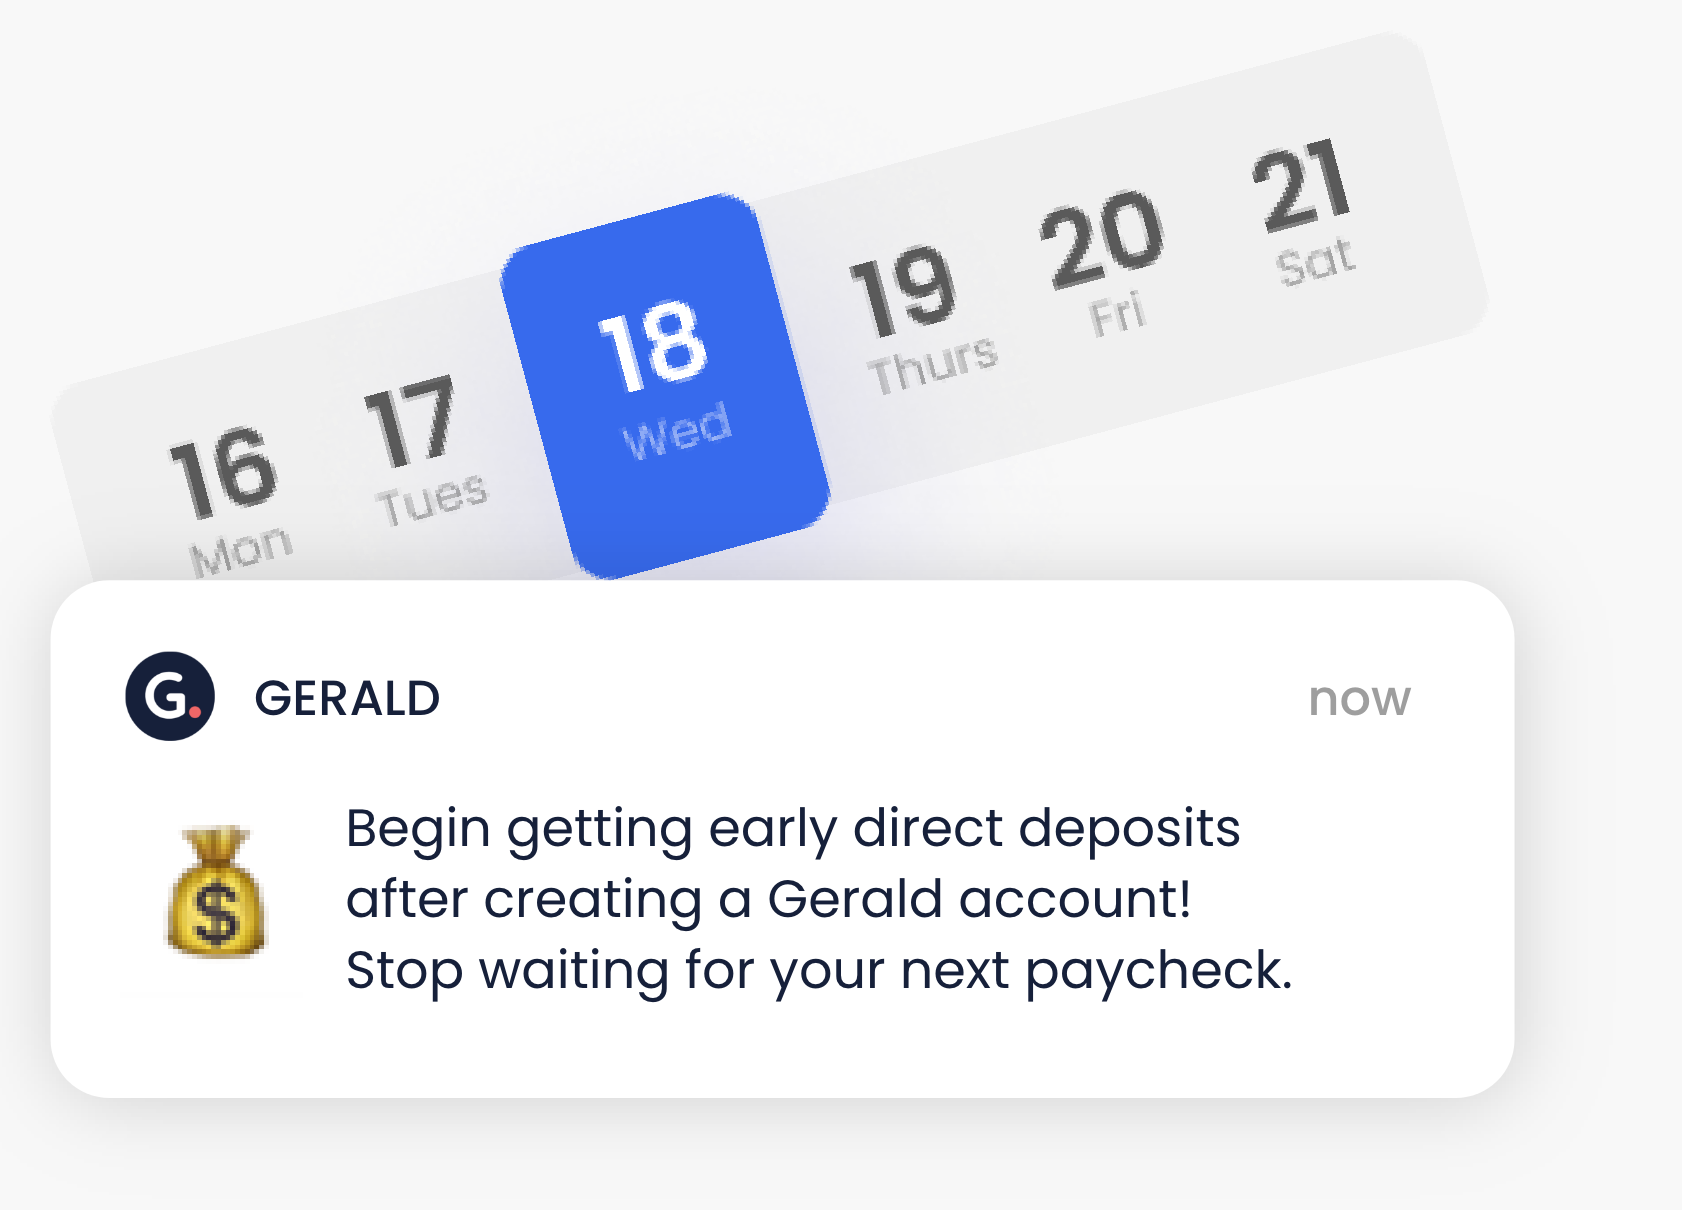 16 17 18 19 20 21
Mon Tues Wed Thurs Fri Sat
G. GERALD now
$ Begin getting early direct deposits
after creating a Gerald account!
Stop waiting for your next paycheck.